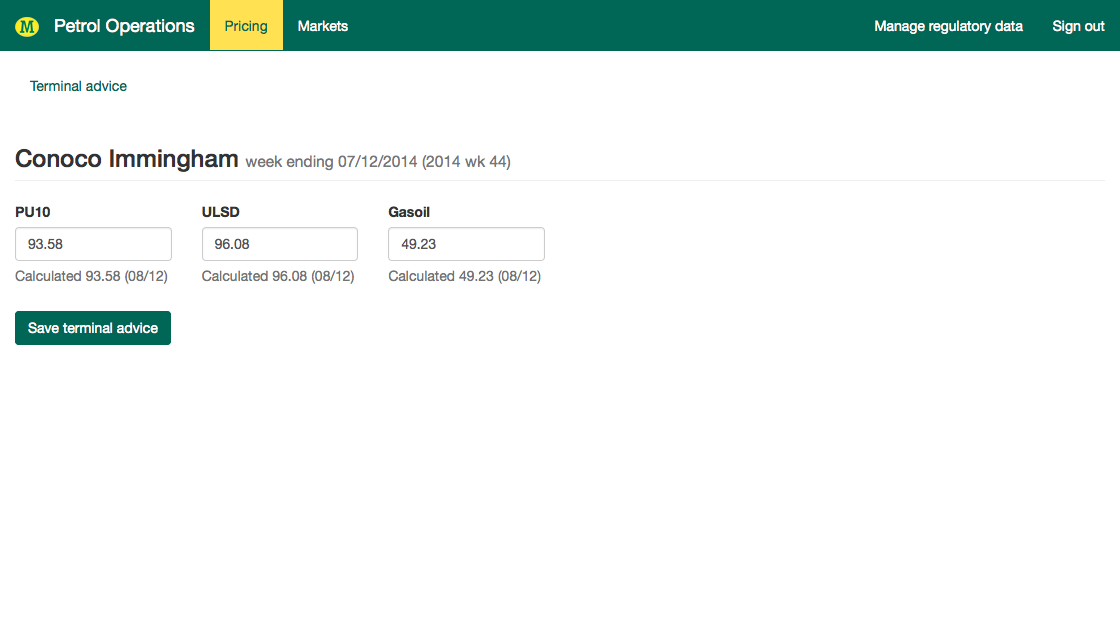 M Petrol Operations Pricing Markets Manage regulatory data Sign out
Terminal advice
Conoco Immingham week ending 07/12/2014 (2014 wk 44)
PU10 ULSD Gasoil
93.58 96.08 49.23
Calculated 93.58 (08/12) Calculated 96.08 (08/12) Calculated 49.23 (08/12)
Save terminal advice